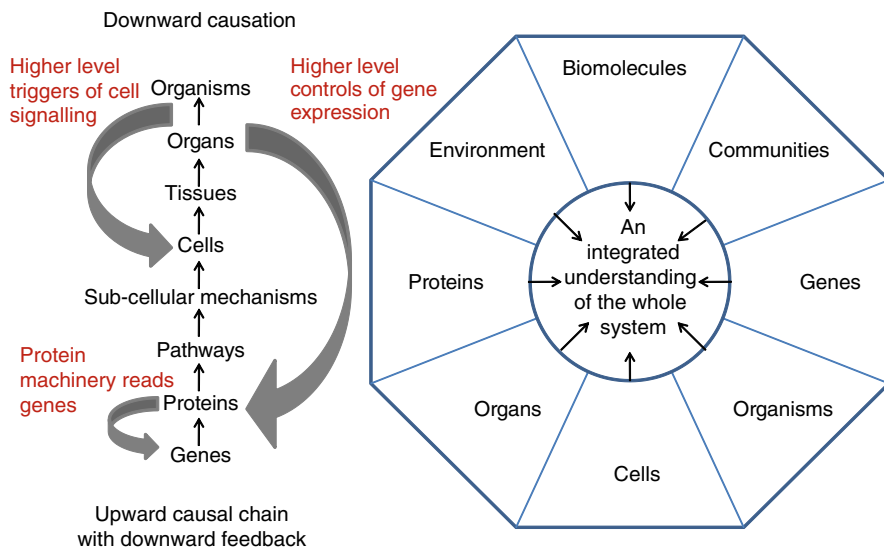 Downward causation
Higher level
triggers of cell
signalling
Higher level
controls of gene
expression
Organisms
Organs
Tissues
Cells
Sub-cellular mechanisms
Pathways
Protein
machinery reads
genes
Proteins
Genes
Upward causal chain
with downward feedback
Biomolecules
Environment
Communities
Proteins
An
integrated
understanding
of the whole
system
Genes
Organs
Organisms
Cells